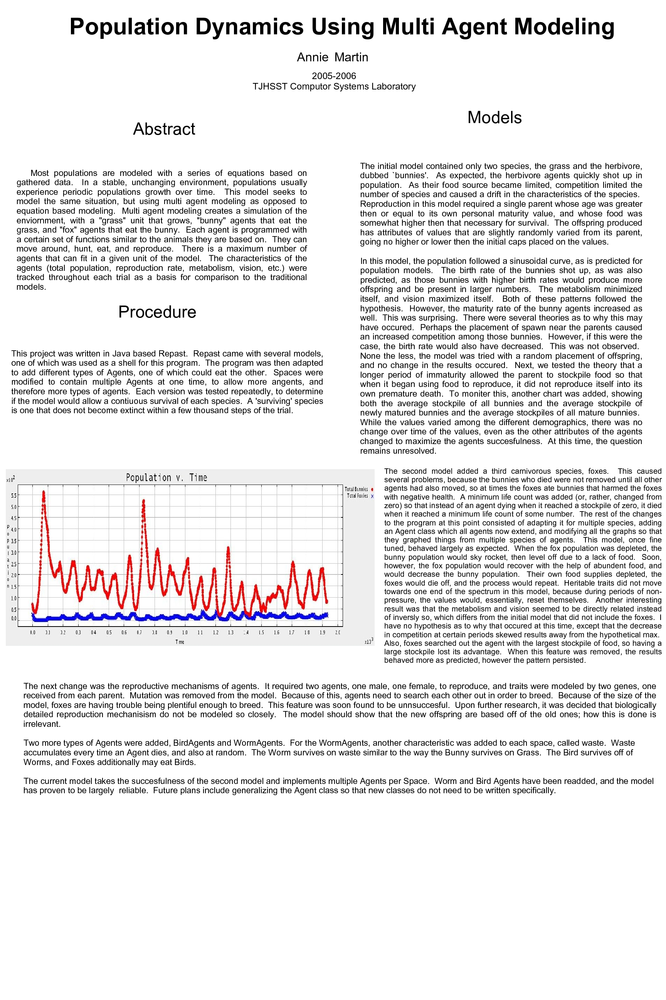 Population Dynamics Using Multi Agent Modeling
Annie Martin
2005-2006
TJHSST Computor Systems Laboratory
Abstract
Most populations are modeled with a series of equations based on
gathered data. In a stable, unchanging environment, populations usually
experience periodic populations growth over time. This model seeks to
model the same situation, but using multi agent modeling as opposed to
equation based modeling. Multi agent modeling creates a simulation of the
enviornment, with a "grass" unit that grows, "bunny" agents that eat the
grass, and "fox" agents that eat the bunny. Each agent is programmed with
a certain set of functions similar to the animals they are based on. They can
move around, hunt, eat, and reproduce. There is a maximum number of
agents that can fit in a given unit of the model. The characteristics of the
agents (total population, reproduction rate, metabolism, vision, etc.) were
tracked throughout each trial as a basis for comparison to the traditional
models.
Procedure
This project was written in Java based Repast. Repast came with several models,
one of which was used as a shell for this program. The program was then adapted
to add different types of Agents, one of which could eat the other. Spaces were
modified to contain multiple Agents at one time, to allow more angents, and
therefore more types of agents. Each version was tested repeatedly, to determine
if the model would allow a contiuous survival of each species. A 'surviving' species
is one that does not become extinct within a few thousand steps of the trial.
Models
The initial model contained only two species, the grass and the herbivore,
dubbed `bunnies'. As expected, the herbivore agents quickly shot up in
population. As their food source became limited, competition limited the
number of species and caused a drift in the characteristics of the species.
Reproduction in this model required a single parent whose age was greater
then or equal to its own personal maturity value, and whose food was
somewhat higher then that necessary for survival. The offspring produced
has attributes of values that are slightly randomly varied from its parent,
going no higher or lower then the initial caps placed on the values.
In this model, the population followed a sinusoidal curve, as is predicted for
population models. The birth rate of the bunnies shot up, as was also
predicted, as those bunnies with higher birth rates would produce more
offspring and be present in larger numbers. The metabolism minimized
itself, and vision maximized itself. Both of these patterns followed the
hypothesis. However, the maturity rate of the bunny agents increased as
well. This was surprising. There were several theories as to why this may
have occured. Perhaps the placement of spawn near the parents caused
an increased competition among those bunnies. However, if this were the
case, the birth rate would also have decreased. This was not observed.
None the less, the model was tried with a random placement of offspring,
and no change in the results occured. Next, we tested the theory that a
longer period of immaturity allowed the parent to stockpile food so that
when it began using food to reproduce, it did not reproduce itself into its
own premature death. To moniter this, another chart was added, showing
both the average stockpile of all bunnies and the average stockpile of
newly matured bunnies and the average stockpiles of all mature bunnies.
While the values varied among the different demographics, there was no
change over time of the values, even as the other attributes of the agents
changed to maximize the agents succesfulness. At this time, the question
remains unresolved.
Population v. Time
x10^2
Total Bunnies
Total Foxies
5.5
5.0
4.5
4.0
3.5
3.0
2.5
2.0
1.5
1.0
0.5
0.0
Population
0.0 0.1 0.2 0.3 0.4 0.5 0.6 0.7 0.8 0.9 1.0 1.1 1.2 1.3 1.4 1.5 1.6 1.7 1.8 1.9 2.0
Time
x10^3
The second model added a third carnivorous species, foxes. This caused
several problems, because the bunnies who died were not removed until all other
agents had also moved, so at times the foxes ate bunnies that harmed the foxes
with negative health. A minimum life count was added (or, rather, changed from
zero) so that instead of an agent dying when it reached a stockpile of zero, it died
when it reached a minimum life count of some number. The rest of the changes
to the program at this point consisted of adapting it for multiple species, adding
an Agent class which all agents now extend, and modifying all the graphs so that
they graphed things from multiple species of agents. This model, once fine
tuned, behaved largely as expected. When the fox population was depleted, the
bunny population would sky rocket, then level off due to a lack of food. Soon,
however, the fox population would recover with the help of abundent food, and
would decrease the bunny population. Their own food supplies depleted, the
foxes would die off, and the process would repeat. Heritable traits did not move
towards one end of the spectrum in this model, because during periods of non-
pressure, the values would, essentially, reset themselves. Another interesting
result was that the metabolism and vision seemed to be directly related instead
of inversly so, which differs from the initial model that did not include the foxes. I
have no hypothesis as to why that occured at this time, except that the decrease
in competition at certain periods skewed results away from the hypothetical max.
Also, foxes searched out the agent with the largest stockpile of food, so having a
large stockpile lost its advantage. When this feature was removed, the results
behaved more as predicted, however the pattern persisted.
The next change was the reproductive mechanisms of agents. It required two agents, one male, one female, to reproduce, and traits were modeled by two genes, one
received from each parent. Mutation was removed from the model. Because of this, agents need to search each other out in order to breed. Because of the size of the
model, foxes are having trouble being plentiful enough to breed. This feature was soon found to be unnsuccesful. Upon further research, it was decided that biologically
detailed reproduction mechanisism do not be modeled so closely. The model should show that the new offspring are based off of the old ones; how this is done is
irrelevant.
Two more types of Agents were added, BirdAgents and WormAgents. For the WormAgents, another characteristic was added to each space, called waste. Waste
accumulates every time an Agent dies, and also at random. The Worm survives on waste similar to the way the Bunny survives on Grass. The Bird survives off of
Worms, and Foxes additionally may eat Birds.
The current model takes the succesfulness of the second model and implements multiple Agents per Space. Worm and Bird Agents have been readded, and the model
has proven to be largely reliable. Future plans include generalizing the Agent class so that new classes do not need to be written specifically.